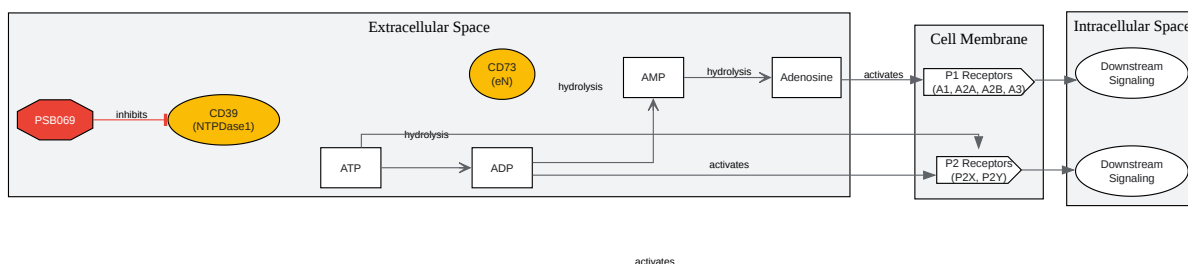 Extracellular Space
Cell Membrane
Intracellular Space
CD73
(eN)
AMP
hydrolysis
Adenosine
activates
P1 Receptors
(A1, A2A, A2B, A3)
Downstream
Signaling
hydrolysis
PSB069
inhibits
CD39
(NTPDase1)
hydrolysis
ATP
ADP
activates
P2 Receptors
(P2X, P2Y)
Downstream
Signaling
activates